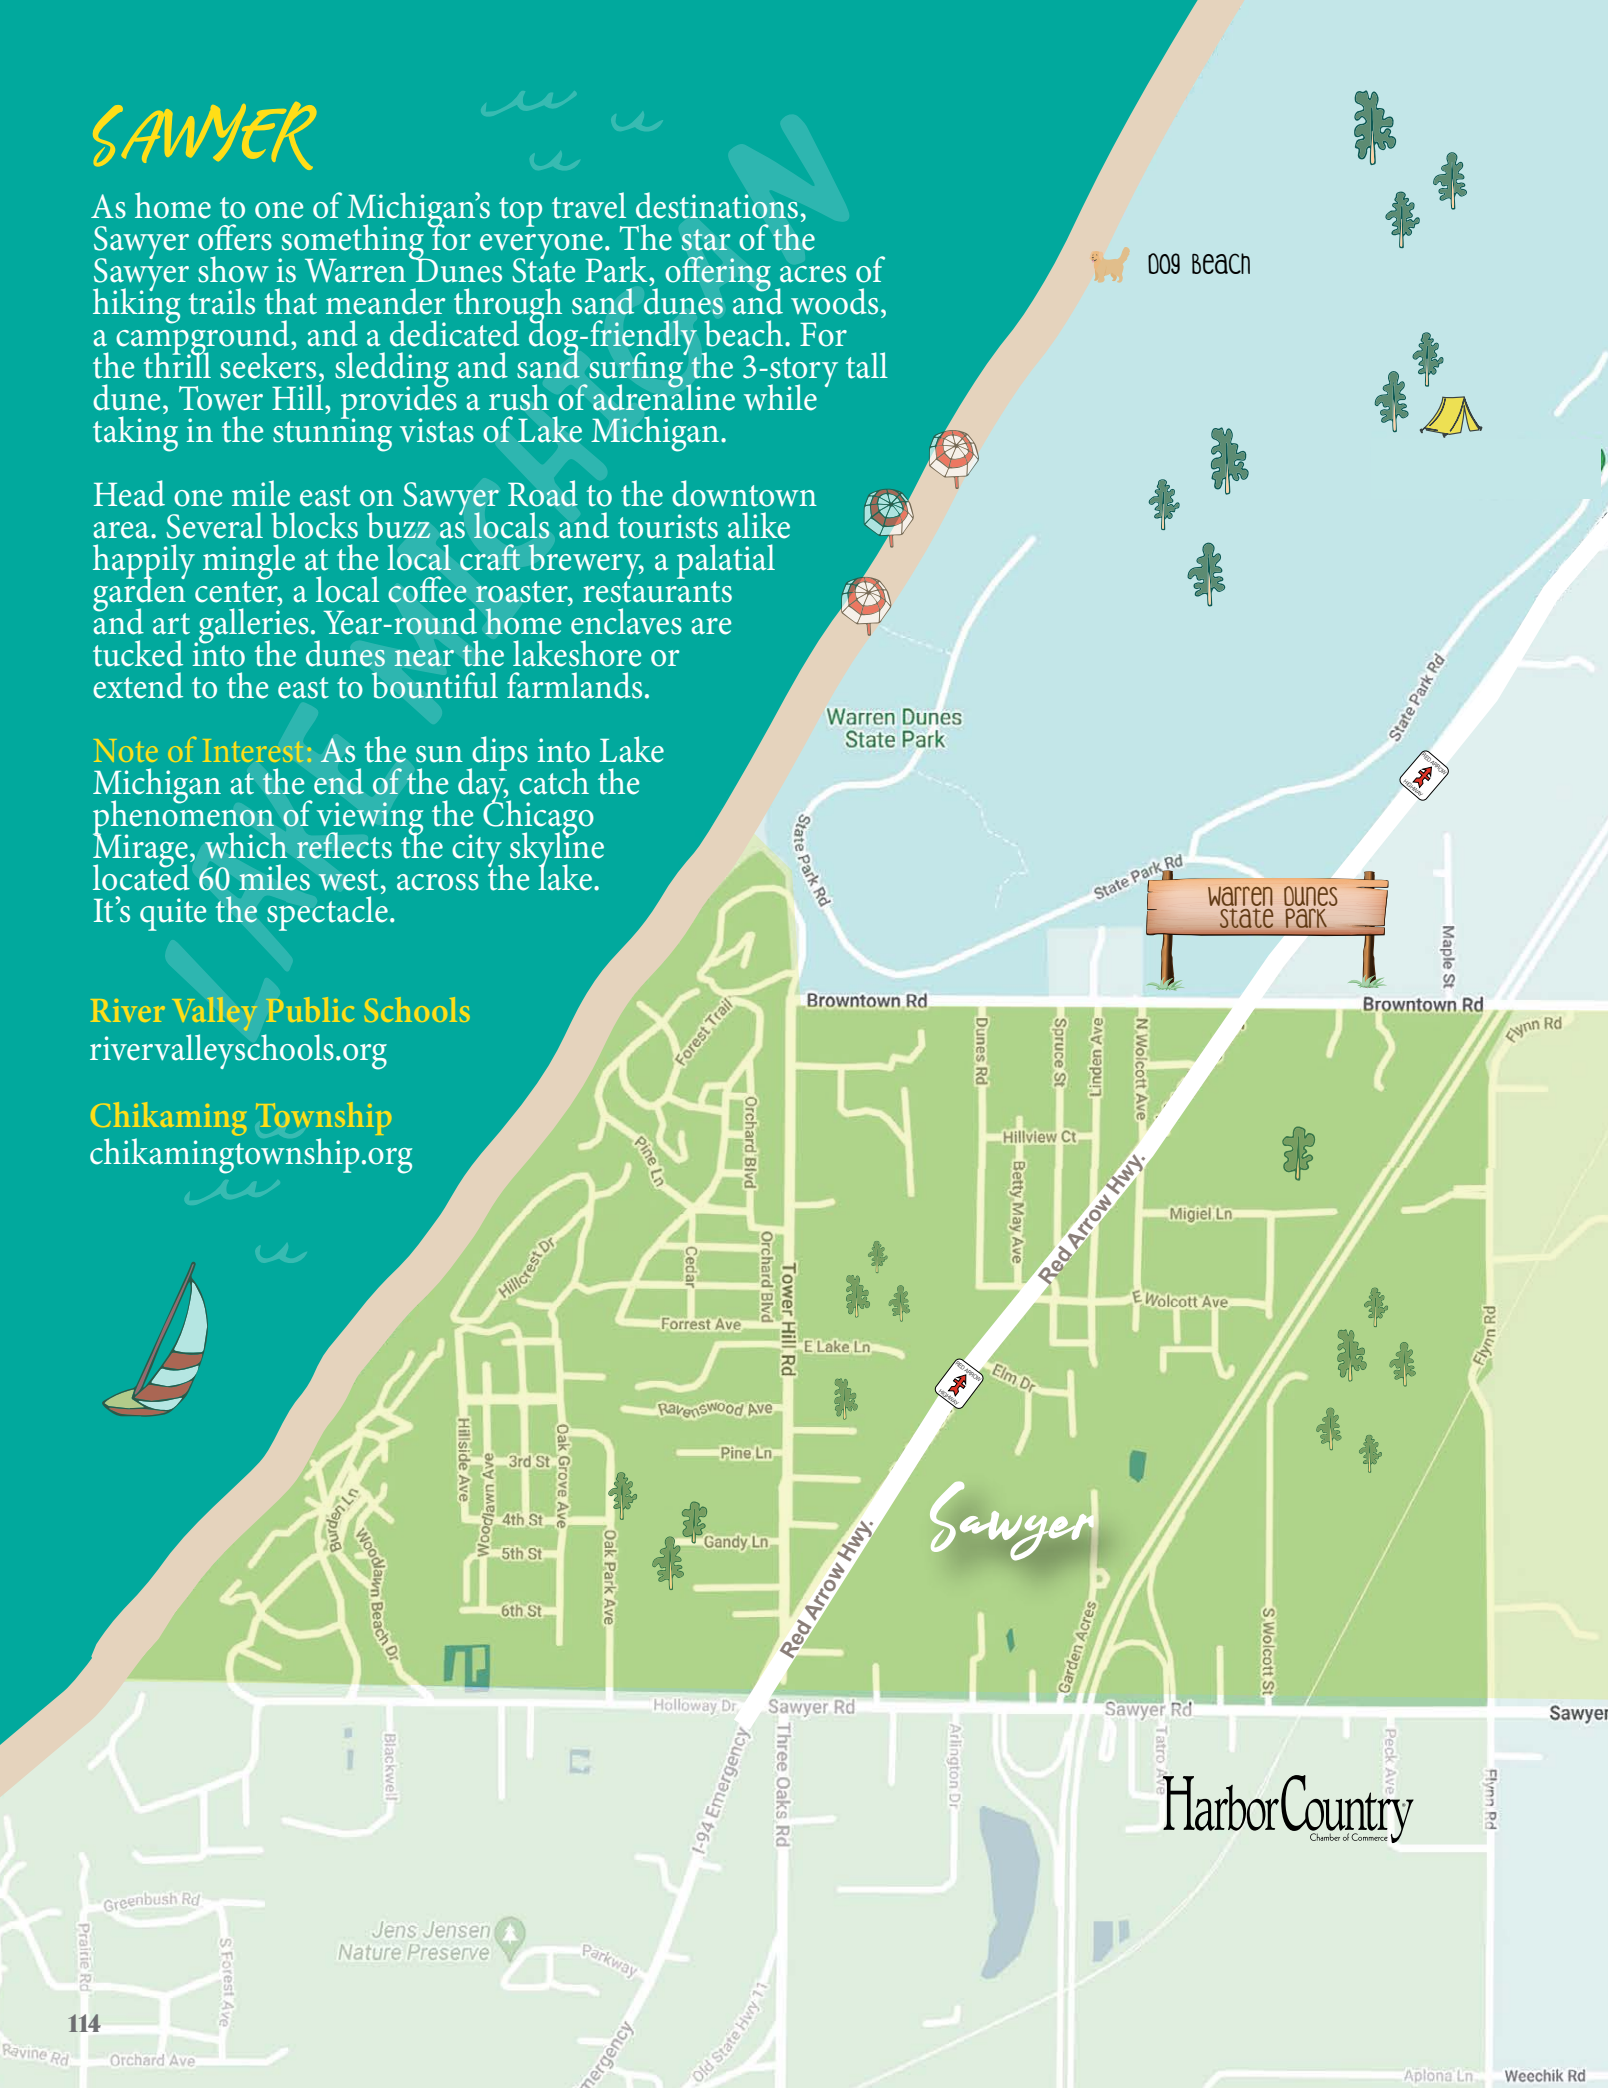 SAWYER
As home to one of Michigan’s top travel destinations,
Sawyer offers something for everyone. The star of the
Sawyer show is Warren Dunes State Park, offering acres of
hiking trails that meander through sand dunes and woods,
a campground, and a dedicated dog-friendly beach. For
the thrill seekers, sledding and sand surfing the 3-story tall
dune, Tower Hill, provides a rush of adrenaline while
taking in the stunning vistas of Lake Michigan.
Head one mile east on Sawyer Road to the downtown
area. Several blocks buzz as locals and tourists alike
happily mingle at the local craft brewery, a palatial
garden center, a local coffee roaster, restaurants
and art galleries. Year-round home enclaves are
tucked into the dunes near the lakeshore or
extend to the east to bountiful farmlands.
Note of Interest: As the sun dips into Lake
Michigan at the end of the day, catch the
phenomenon of viewing the Chicago
Mirage, which reflects the city skyline
located 60 miles west, across the lake.
It’s quite the spectacle.
River Valley Public Schools
rivervalleyschools.org
Chikaming Township
chikamingtownship.org
LAKE MICHIGAN
Dog Beach
Warren Dunes
State Park
State Park Rd
State Park Rd
State Park Rd
RED ARROW
HIGHWAY
Warren Dunes
State Park
Maple St
Browntown Rd
Browntown Rd
Flynn Rd
Forest Trail
Dunes Rd
Spruce St
Linden Ave
N Wolcott Ave
Orchard Blvd
Pine Ln
Hillview Ct
Betty May Ave
Red Arrow Hwy.
Migiel Ln
Hillcrest Dr
Cedar
Orchard Blvd
Tower Hill Rd
E Wolcott Ave
Forrest Ave
E Lake Ln
Flynn Rd
RED ARROW
HIGHWAY
Elm Dr
Ravenswood Ave
Pine Ln
Hillside Ave
Woodlawn Ave
3rd St
Oak Grove Ave
Burden Ln
4th St
Sawyer
Woodlawn Beach Dr
5th St
Oak Park Ave
Gandy Ln
Red Arrow Hwy.
6th St
Garden Acres
S Wolcott St
Holloway Dr
Sawyer Rd
Sawyer Rd
Sawyer
Blackwell
I-94 Emergency
Three Oaks Rd
Arlington Dr
Tatro Ave
Peck Ave
Flynn Rd
HarborCountry
Chamber of Commerce
Greenbush Rd
Prairie Rd
S Forest Ave
Jens Jensen
Nature Preserve
Parkway
Old State Hwy 11
mergency
114
Ravine Rd
Orchard Ave
Aplona Ln
Weechik Rd